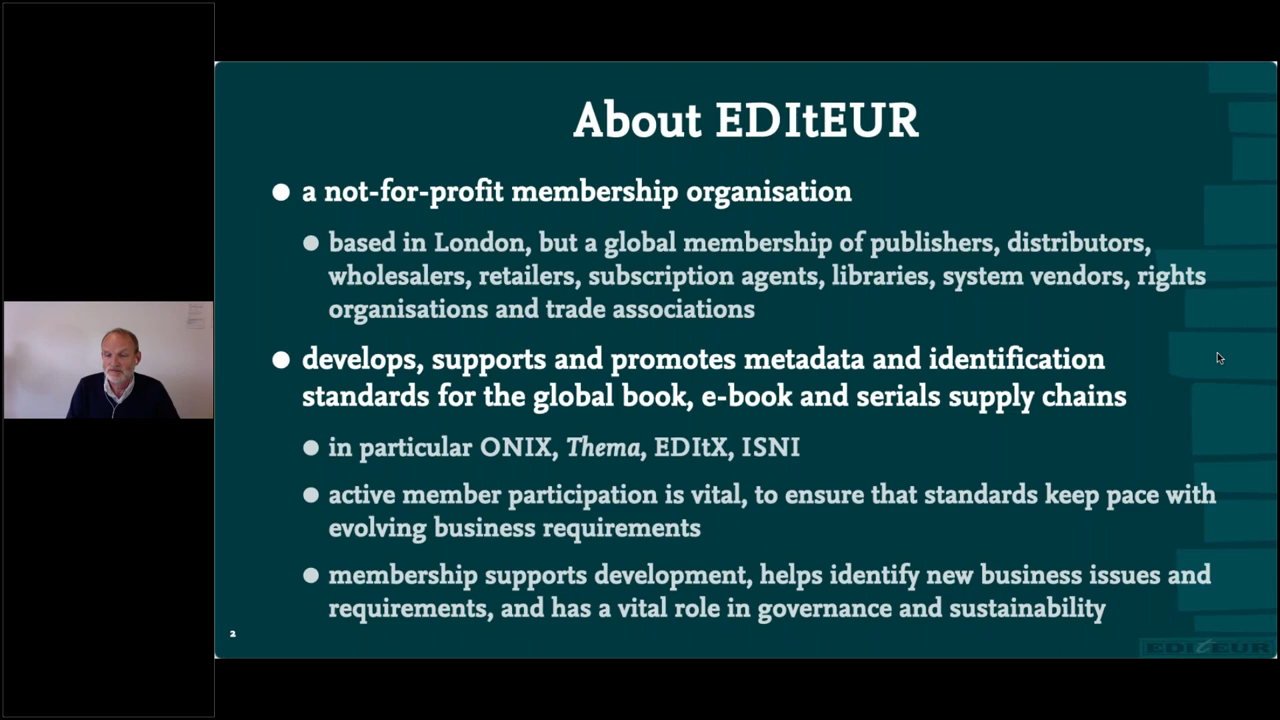 About EDItEUR
● a not-for-profit membership organisation
● based in London, but a global membership of publishers, distributors,
wholesalers, retailers, subscription agents, libraries, system vendors, rights
organisations and trade associations
● develops, supports and promotes metadata and identification
standards for the global book, e-book and serials supply chains
● in particular ONIX, Thema, EDItX, ISNI
● active member participation is vital, to ensure that standards keep pace with
evolving business requirements
● membership supports development, helps identify new business issues and
requirements, and has a vital role in governance and sustainability
2
EDItEUR